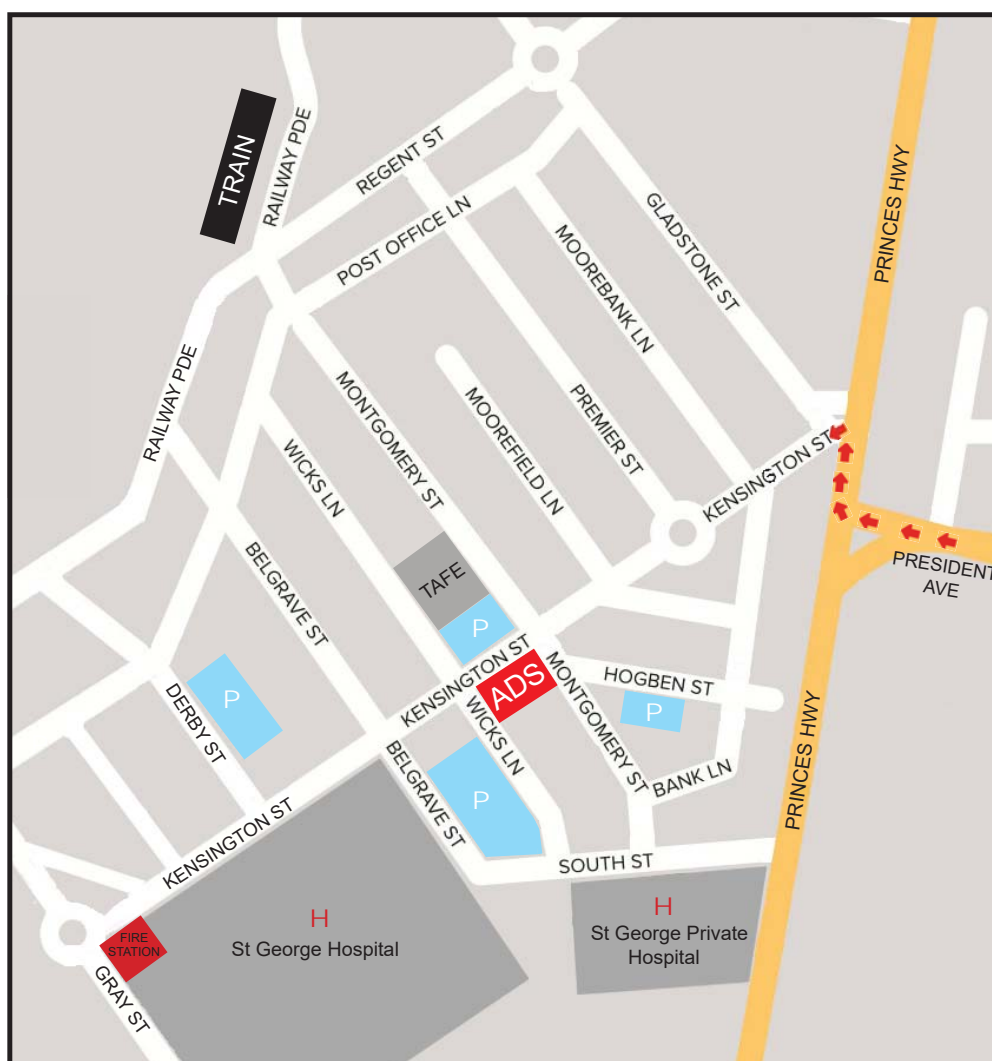 TRAIN
RAILWAY PDE
REGENT ST
POST OFFICE LN
GLADSTONE ST
PRINCES HWY
MOOREBANK LN
RAILWAY PDE
MONTGOMERY ST
MOOREFIELD LN
PREMIER ST
KENSINGTON ST
WICKS LN
PRESIDENT
AVE
BELGRAVE ST
TAFE
P
KENSINGTON ST
ADS
MONTGOMERY ST
HOGBEN ST
P
P
DERBY ST
WICKS LN
BELGRAVE ST
P
BANK LN
PRINCES HWY
KENSINGTON ST
SOUTH ST
H
St George Hospital
H
St George Private
Hospital
FIRE
STATION
GRAY ST